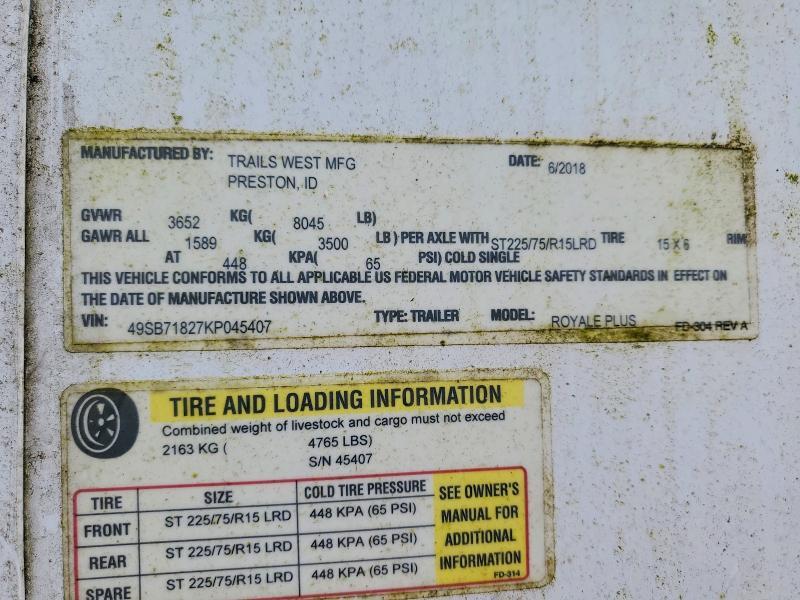 MANUFACTURED BY: TRAILS WEST MFG DATE: 6/2018
PRESTON, ID
GVWR 3652 KG( 8045 LB)
GAWR ALL 1589 KG( 3500 LB ) PER AXLE WITH ST225/75/R15LRD TIRE 15 X 6 RIM
AT 448 KPA( 65 PSI) COLD SINGLE
THIS VEHICLE CONFORMS TO ALL APPLICABLE US FEDERAL MOTOR VEHICLE SAFETY STANDARDS IN EFFECT ON
THE DATE OF MANUFACTURE SHOWN ABOVE.
VIN: 49SB71827KP045407 TYPE: TRAILER MODEL: ROYALE PLUS FD-304 REV A
TIRE AND LOADING INFORMATION
Combined weight of livestock and cargo must not exceed
2163 KG ( 4765 LBS)
S/N 45407
TIRE SIZE COLD TIRE PRESSURE
FRONT ST 225/75/R15 LRD 448 KPA (65 PSI)
REAR ST 225/75/R15 LRD 448 KPA (65 PSI)
SPARE ST 225/75/R15 LRD 448 KPA (65 PSI)
SEE OWNER'S
MANUAL FOR
ADDITIONAL
INFORMATION
FD-314